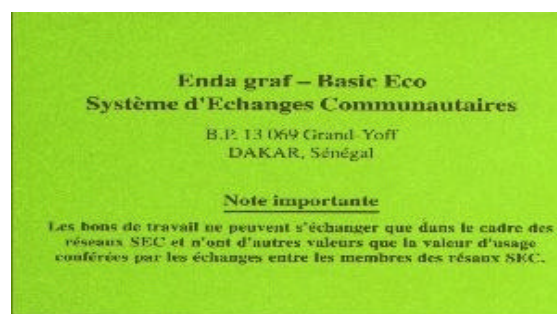 Enda graf – Basic Eco
Système d'Echanges Communautaires
B.P. 13 069 Grand-Yoff
DAKAR, Sénégal
Note importante
Les bons de travail ne peuvent s'échanger que dans le cadre des
réseaux SEC et n'ont d'autres valeurs que la valeur d'usage
conférées par les échanges entre les membres des résaux SEC.